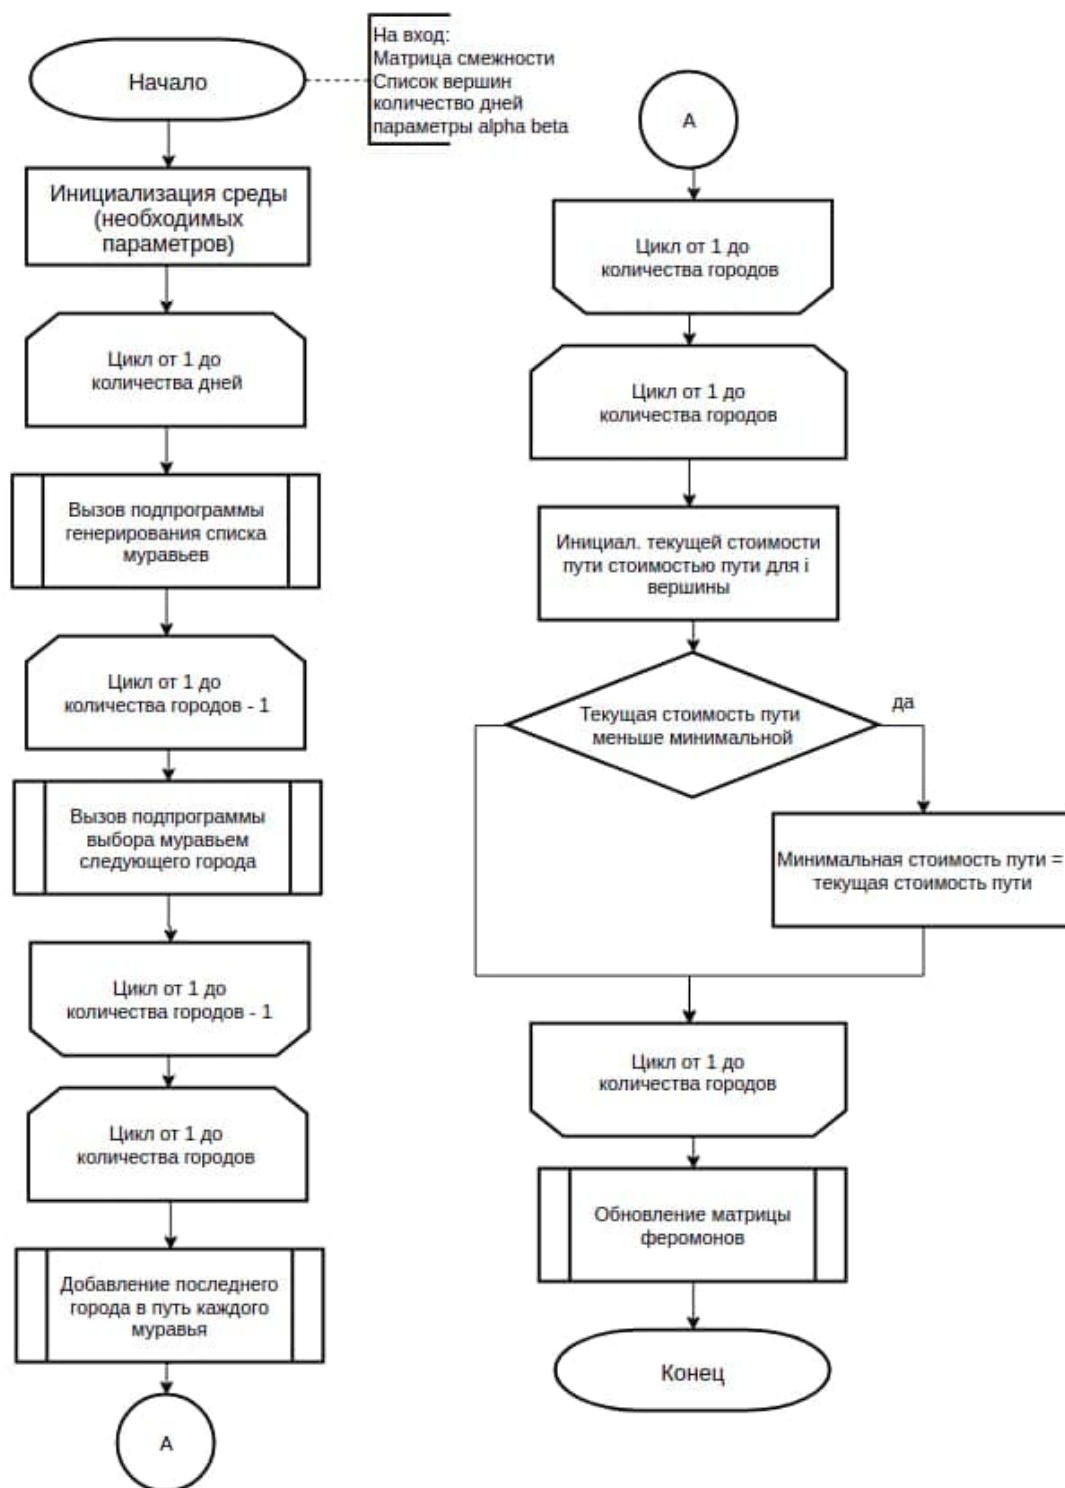 Начало
На вход:
Матрица смежности
Список вершин
количество дней
параметры alpha beta
Инициализация среды
(необходимых
параметров)
Цикл от 1 до
количества дней
Вызов подпрограммы
генерирования списка
муравьев
Цикл от 1 до
количества городов - 1
Вызов подпрограммы
выбора муравьем
следующего города
Цикл от 1 до
количества городов - 1
Цикл от 1 до
количества городов
Добавление последнего
города в путь каждого
муравья
А
А
Цикл от 1 до
количества городов
Цикл от 1 до
количества городов
Инициал. текущей стоимости
пути стоимостью пути для i
вершины
Текущая стоимость пути
меньше минимальной
да
Минимальная стоимость пути =
текущая стоимость пути
Цикл от 1 до
количества городов
Обновление матрицы
феромонов
Конец